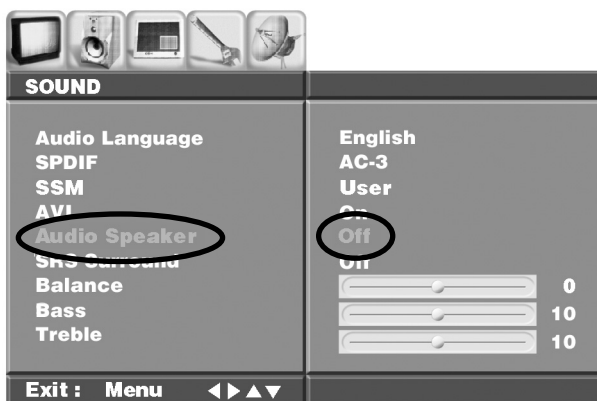 SOUND
Audio Language English
SPDIF AC-3
SSM User
AVL On
Audio Speaker Off
SRS Surround Off
Balance 0
Bass 10
Treble 10
Exit : Menu ◀▶▲▼